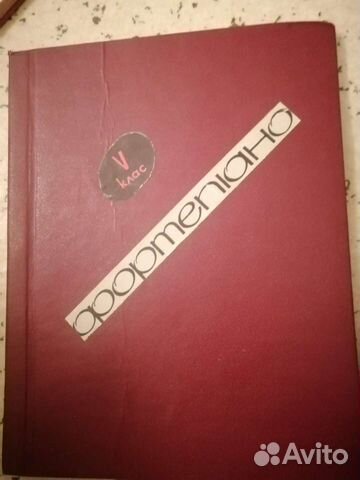 V
клас
фортепіано
Avito